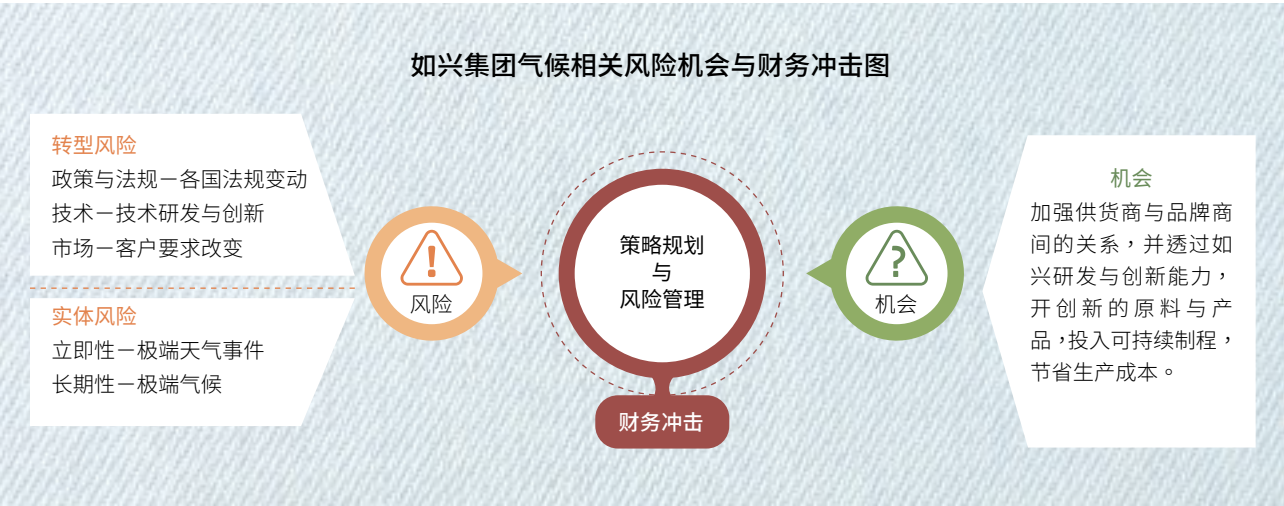 如兴集团气候相关风险机会与财务冲击图
转型风险
政策与法规－各国法规变动
技术－技术研发与创新
市场－客户要求改变
实体风险
立即性－极端天气事件
长期性－极端气候
!
风险
策略规划
与
风险管理
财务冲击
?
机会
机会
加强供货商与品牌商
间的关系，并透过如
兴研发与创新能力，
开创新的原料与产
品，投入可持续制程，
节省生产成本。